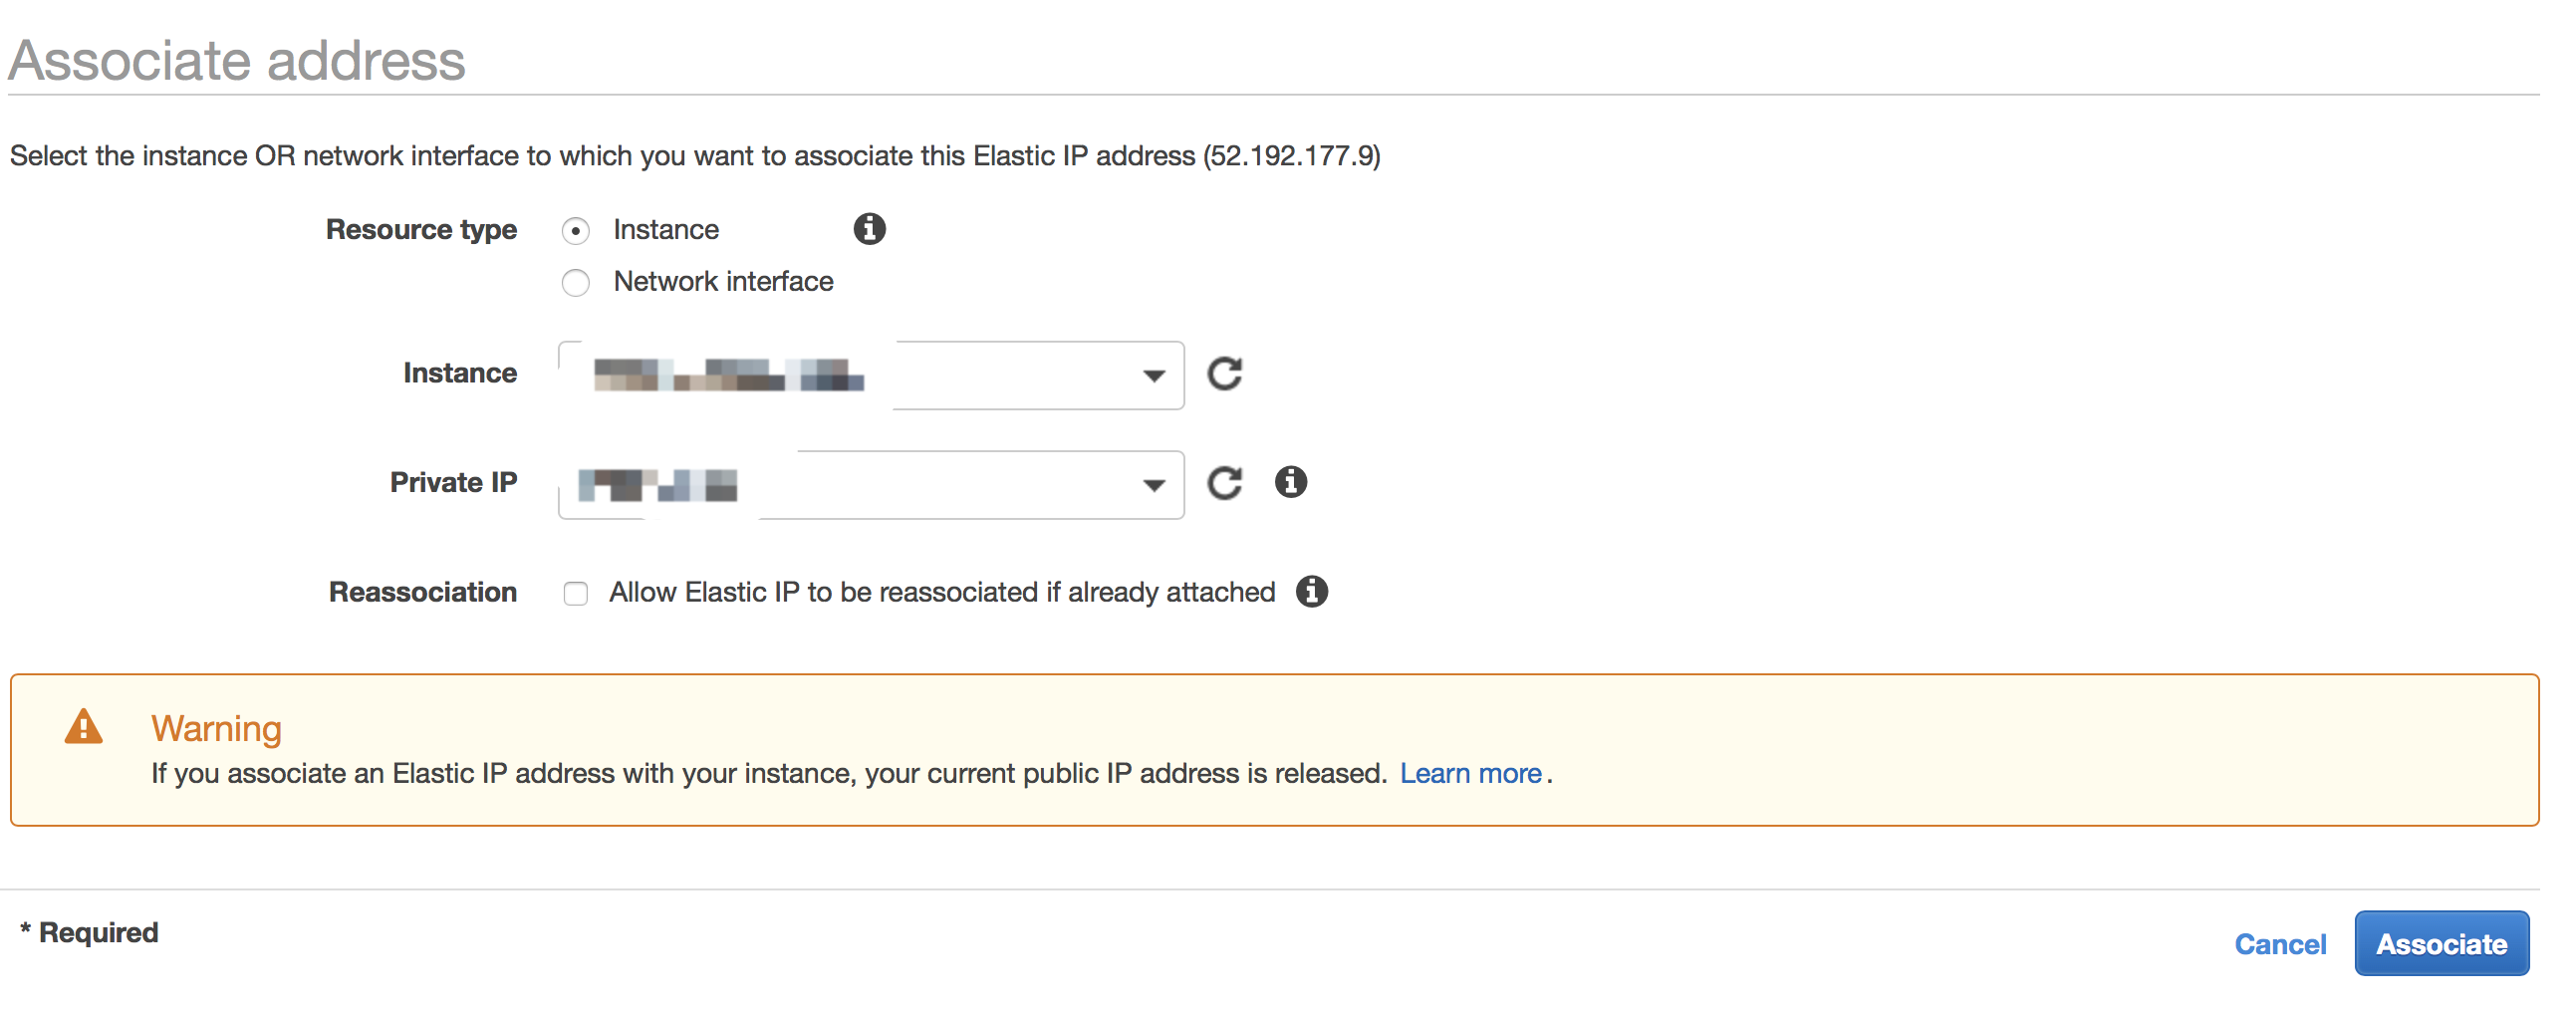 Associate address
Select the instance OR network interface to which you want to associate this Elastic IP address (52.192.177.9)
Resource type Instance
Network interface
Instance
Private IP
Reassociation Allow Elastic IP to be reassociated if already attached
Warning
If you associate an Elastic IP address with your instance, your current public IP address is released. Learn more.
* Required
Cancel Associate